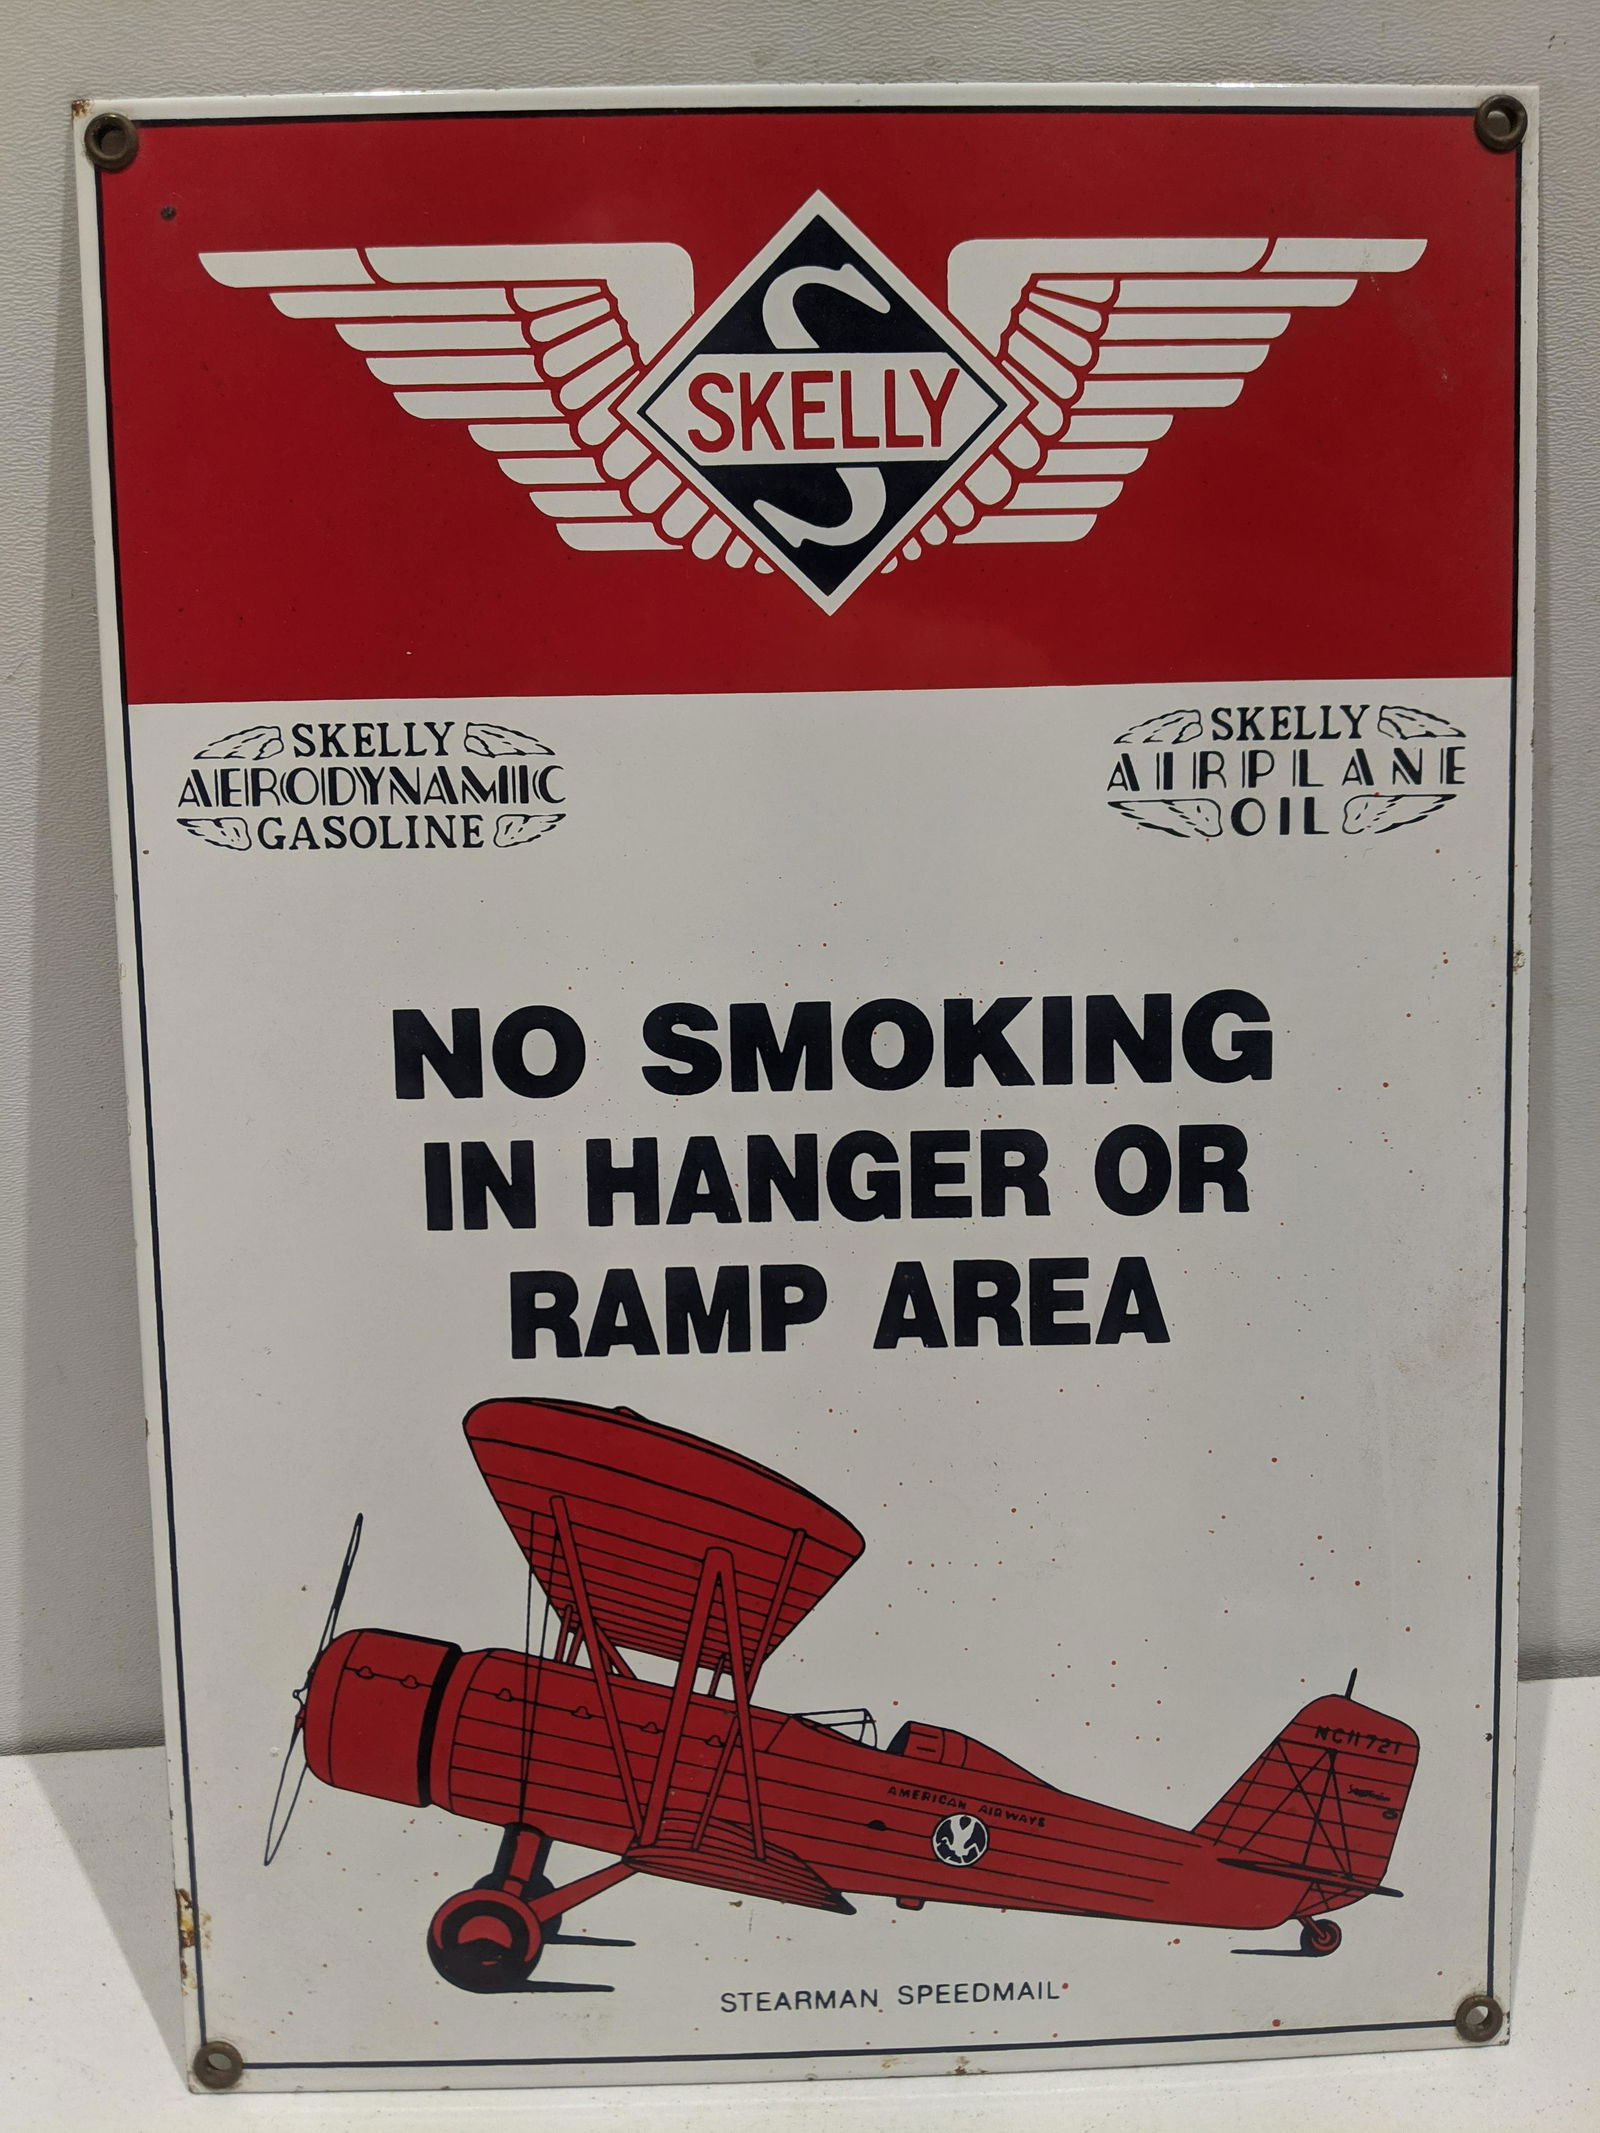 S
SKELLY
SKELLY
AERODYNAMIC
GASOLINE
SKELLY
AIRPLANE
OIL
NO SMOKING
IN HANGER OR
RAMP AREA
NC11721
AMERICAN AIRWAYS
STEARMAN SPEEDMAIL